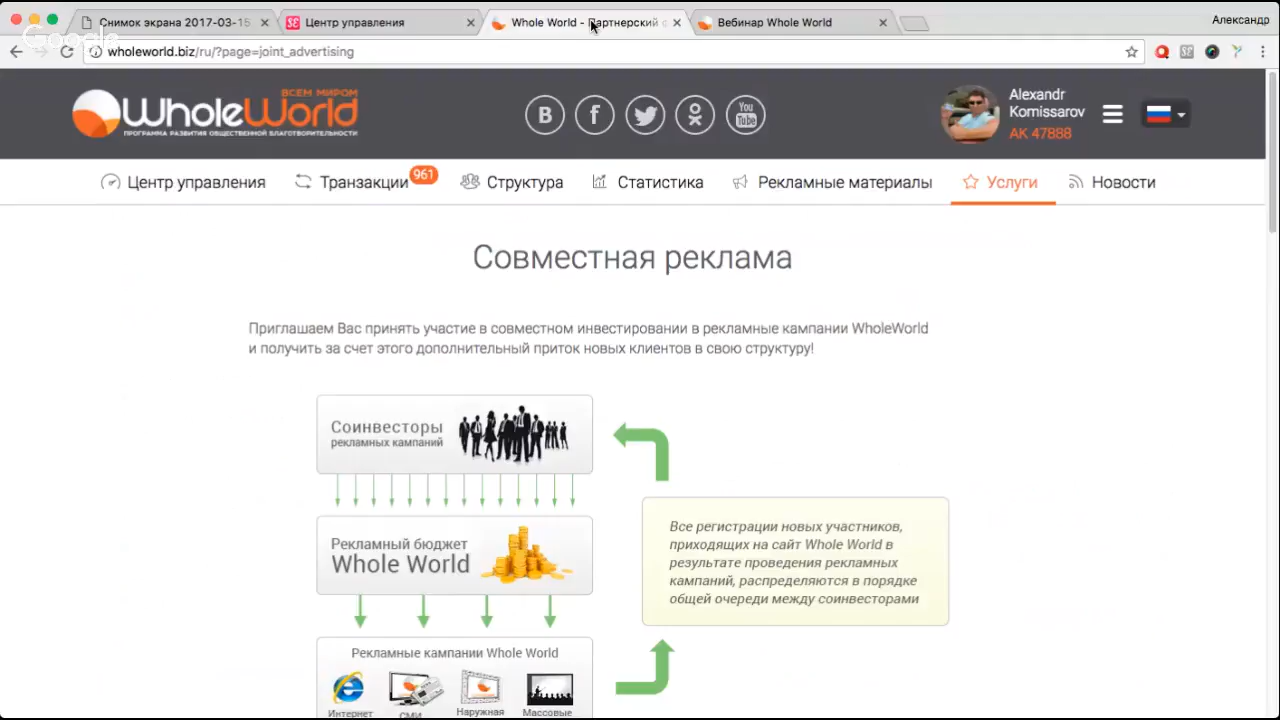 Снимок экрана 2017-03-15
Центр управления
Whole World - Партнерский
Вебинар Whole World
Александр
Google
wholeworld.biz/ru/?page=joint_advertising
ВСЕМ МИРОМ
WholeWorld
ПРОГРАММА РАЗВИТИЯ ОБЩЕСТВЕННОЙ БЛАГОТВОРИТЕЛЬНОСТИ
В
f
You
Tube
Alexandr
Komissarov
AK 47888
Центр управления
Транзакции
961
Структура
Статистика
Рекламные материалы
Услуги
Новости
Совместная реклама
Приглашаем Вас принять участие в совместном инвестировании в рекламные кампании WholeWorld
и получить за счет этого дополнительный приток новых клиентов в свою структуру!
Соинвесторы
рекламных кампаний
Рекламный бюджет
Whole World
Все регистрации новых участников,
приходящих на сайт Whole World в
результате проведения рекламных
кампаний, распределяются в порядке
общей очереди между соинвесторами
Рекламные кампании Whole World
Интернет
СМИ
Наружная
Массовые